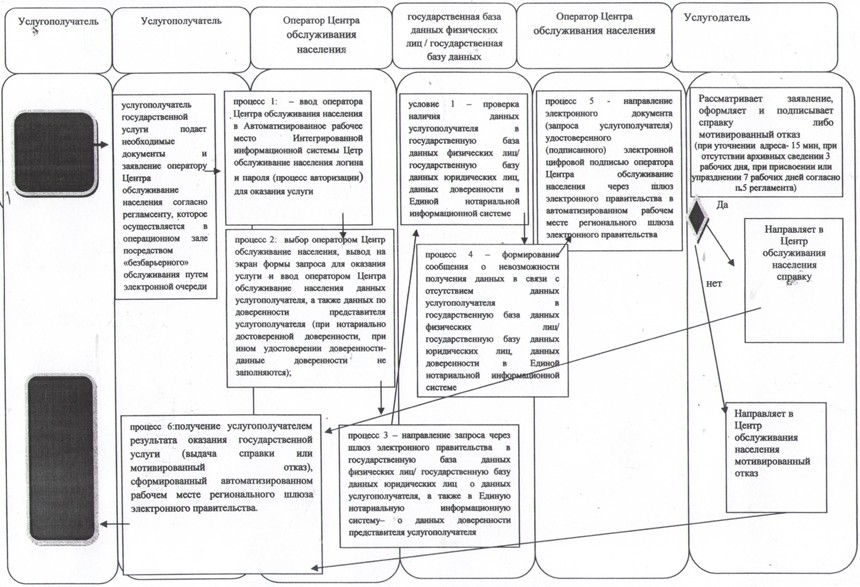 Услугополучатель
Услугополучатель
Оператор Центра
обслуживания
населения
государственная база
данных физических
лиц / государственная
базу данных
Оператор Центра
обслуживания населения
Услугодатель
услугополучатель
государственной
услуги подает
необходимые
документы и
заявление оператору
Центра
обслуживание
населения согласно
регламенту, которое
осуществляется в
операционном зале
посредством
«безбарьерного»
обслуживания путем
электронной очереди
процесс 1: – ввод оператора
Центра обслуживания населения
в Автоматизированное рабочее
место Интегрированной
информационной системы Цетр
обслуживание населения логина
и пароля (процесс авторизации)
для оказания услуги
процесс 2: выбор оператором Центр
обслуживание населения, вывод на
экран формы запроса для оказания
услуги и ввод оператором Центра
обслуживание населения данных
услугополучателя, а также данных по
доверенности представителя
услугополучателя (при нотариально
достоверенной доверенности, при
ином удостоверении доверенности-
данные доверенности не
заполняются);
условие 1 – проверка
наличия данных
услугополучателя в
государственную база
данных физических лиц/
государственную базу
данных юридических лиц,
данных доверенности в
Единой нотариальной
информационной системе
процесс 4 – формирование
сообщения о невозможности
получения данных в связи с
отсутствием данных
услугополучателя в
государственную база данных
физических лиц/
государственную базу данных
юридических лиц, данных
доверенности в Единой
нотариальной информационной
системе
процесс 5 - направление
электронного документа
(запроса услугополучателя)
удостоверенного
(подписанного) электронной
цифровой подписью оператора
Центра обслуживание
населения через шлюз
электронного правительства в
автоматизированном рабочем
месте регионального шлюза
электронного правительства
Рассматривает заявление,
оформляет и подписывает
справку либо
мотивированный отказ
(при уточнении адреса- 15 мин, при
отсутствии архивных сведении 3
рабочих дня, при присвоении или
упразднении 7 рабочих дней согласно
п.5 регламента)
Да
нет
Направляет в
Центр
обслуживания
населения
справку
Направляет в
Центр
обслуживания
населения
мотивированный
отказ
процесс 6:получение услугополучателем
результата оказания государственной
услуги (выдача справки или
мотивированный отказ),
сформированный автоматизированном
рабочем месте регионального шлюза
электронного правительства.
процесс 3 – направление запроса через
шлюз электронного правительства в
государственную база данных
физических лиц/ государственную базу
данных юридических лиц о данных
услугополучателя, а также в Единую
нотариальную информационную
систему– о данных доверенности
представителя услугополучателя